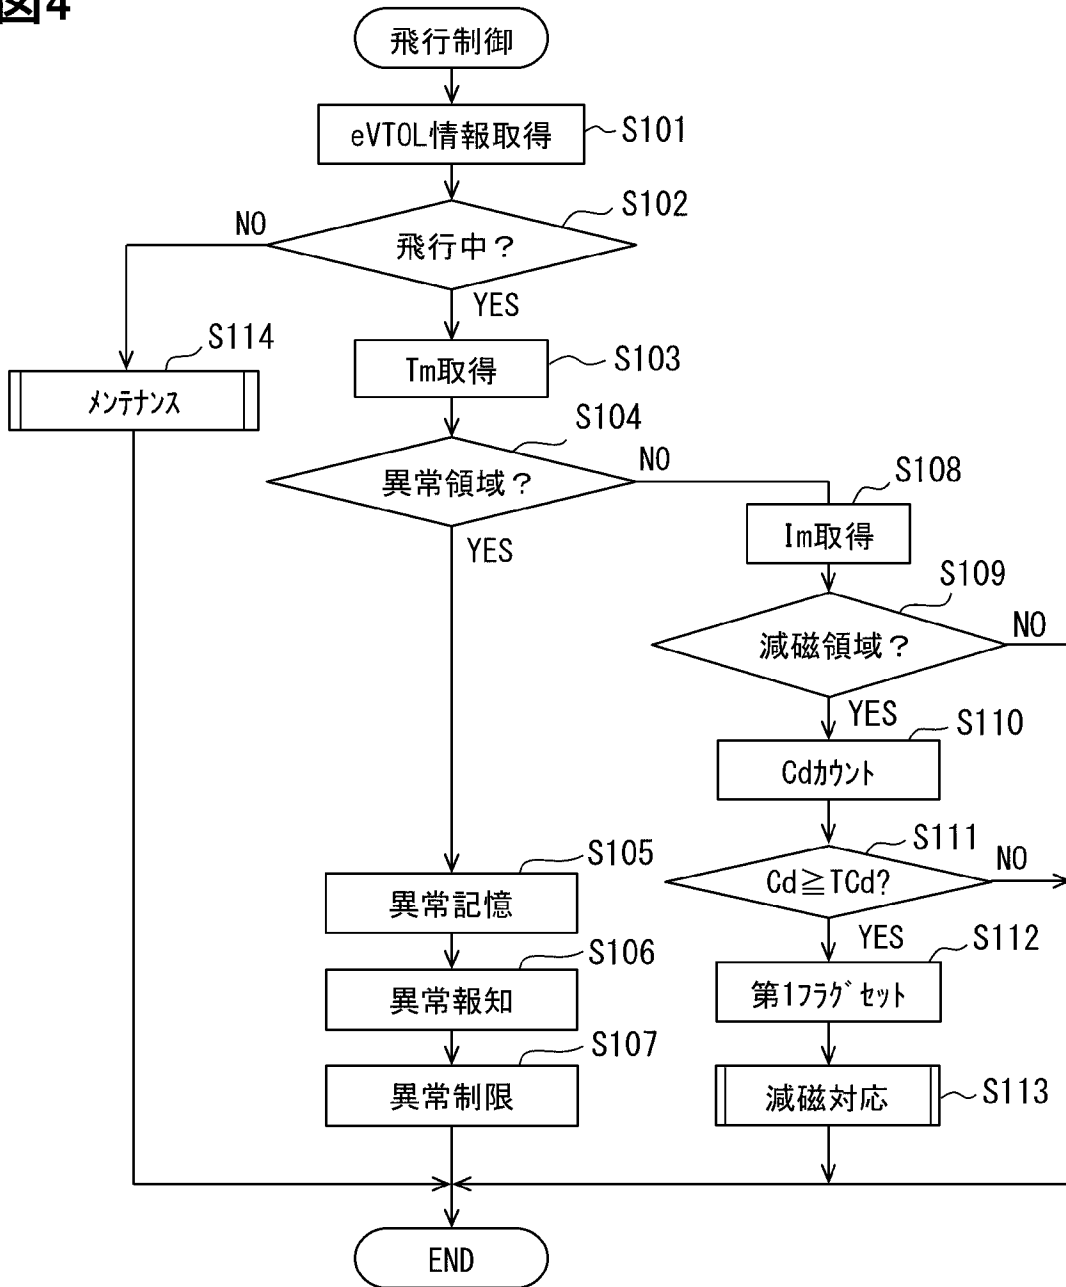 図4
飛行制御
eVTOL情報取得
S101
飛行中？
S102
NO
YES
S114
メンテナンス
Tm取得
S103
異常領域？
S104
NO
YES
S108
Im取得
S109
減磁領域？
NO
YES
S110
Cdカウント
S111
Cd≧TCd?
NO
YES
S105
異常記憶
S112
第1フラグセット
S106
異常報知
S107
異常制限
S113
減磁対応
END